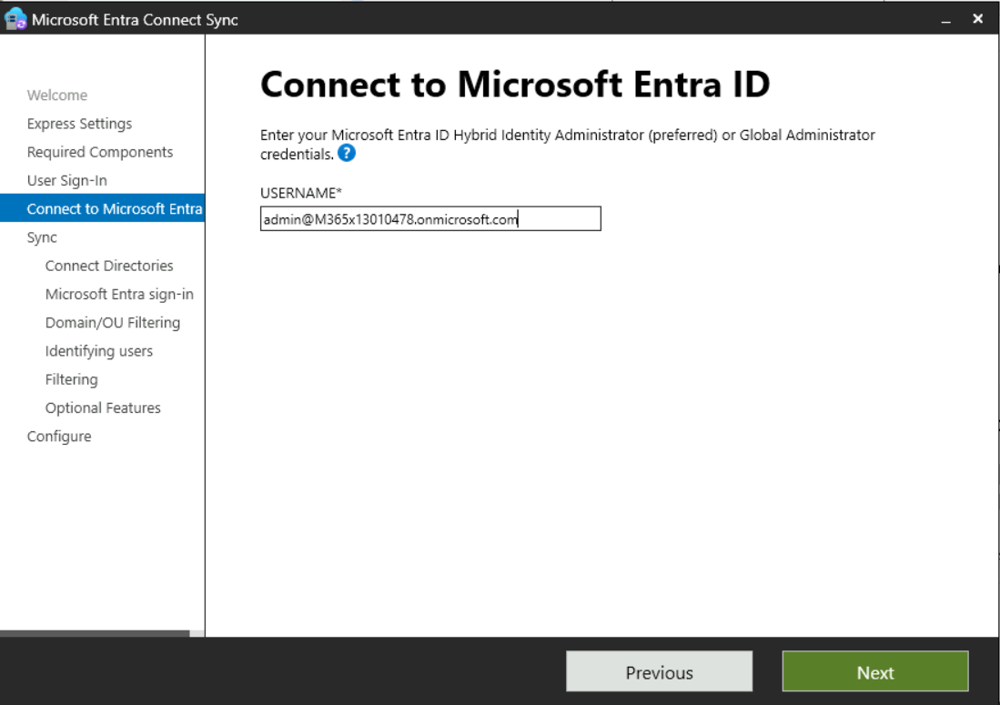 Microsoft Entra Connect Sync
Welcome
Express Settings
Required Components
User Sign-In
Connect to Microsoft Entra
Sync
Connect Directories
Microsoft Entra sign-in
Domain/OU Filtering
Identifying users
Filtering
Optional Features
Configure
Connect to Microsoft Entra ID
Enter your Microsoft Entra ID Hybrid Identity Administrator (preferred) or Global Administrator
credentials. ?
USERNAME*
admin@M365x13010478.onmicrosoft.com
Previous
Next